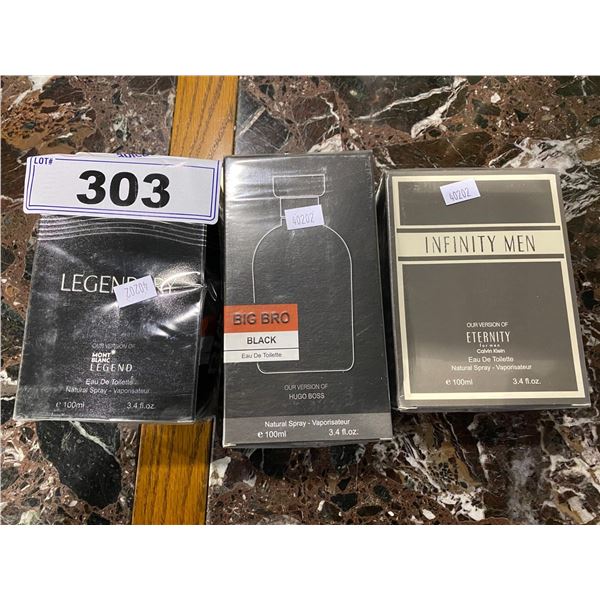 LOT#
303
LEGENDARY
20204
OUR VERSION OF
MONT
BLANC
LEGEND
Eau De Toilette
Natural Spray - Vaporisateur
e 100ml 3.4 fl.oz.
40202
BIG BRO
BLACK
Eau De Toilette
OUR VERSION OF
HUGO BOSS
Natural Spray - Vaporisateur
e 100ml 3.4 fl.oz.
40202
INFINITY MEN
OUR VERSION OF
ETERNITY
for men
Calvin Klein
Eau De Toilette
Natural Spray - Vaporisateur
e 100ml 3.4 fl.oz.